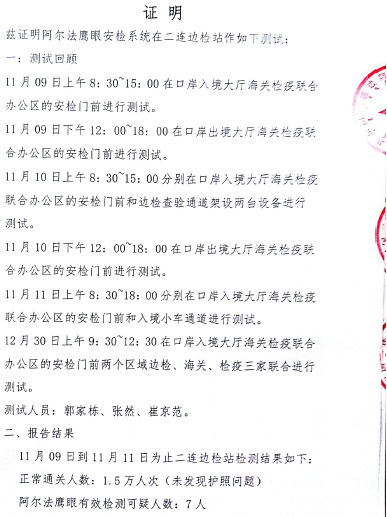 证 明
兹证明阿尔法鹰眼安检系统在二连边检站作如下测试：
一：测试回顾
11月09日上午8：30~15：00在口岸入境大厅海关检疫联合
办公区的安检门前进行测试。
11月09日下午12：00~18：00在口岸出境大厅海关检疫联
合办公区的安检门前进行测试。
11月10日上午8：30~15：00分别在口岸入境大厅海关检疫
联合办公区的安检门前和边检查验通道架设两台设备进行
测试。
11月10日下午12：00~18：00在口岸出境大厅海关检疫联
合办公区的安检门前进行测试。
11月11日上午8：30~18：00分别在口岸入境大厅海关检疫
联合办公区的安检门前和入境小车通道进行测试。
12月30日上午9：30~12：30在口岸入境大厅海关检疫联合
办公区的安检门前两个区域边检、海关、检疫三家联合进行
测试。
测试人员：郭家栋、张然、崔京范。
二、报告结果
11月09日到11月11日为止二连边检站检测结果如下：
正常通关人数：1.5万人次（未发现护照问题）
阿尔法鹰眼有效检测可疑人数：7人